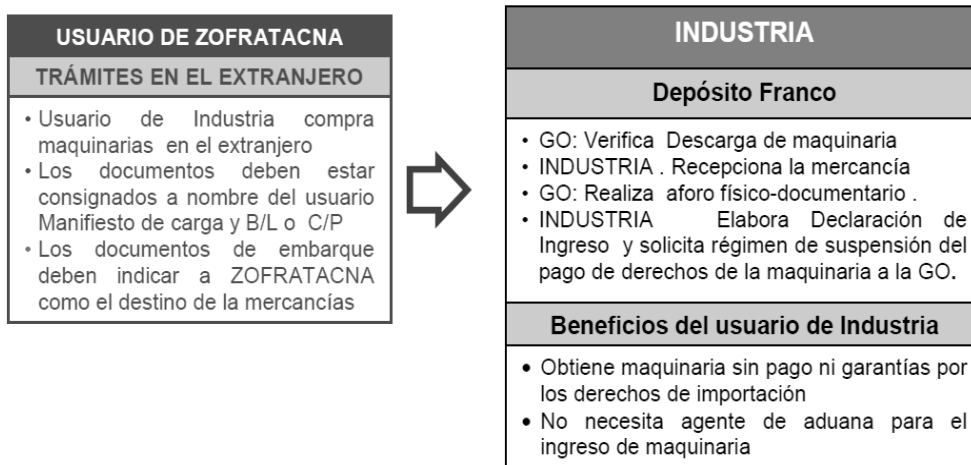 USUARIO DE ZOFRATACNA
TRÁMITES EN EL EXTRANJERO
• Usuario de Industria compra
maquinarias en el extranjero
• Los documentos deben estar
consignados a nombre del usuario
Manifiesto de carga y B/L o C/P
• Los documentos de embarque
deben indicar a ZOFRATACNA
como el destino de la mercancías
INDUSTRIA
Depósito Franco
• GO: Verifica Descarga de maquinaria
• INDUSTRIA . Recepciona la mercancía
• GO: Realiza aforo físico-documentario .
• INDUSTRIA Elabora Declaración de
Ingreso y solicita régimen de suspensión del
pago de derechos de la maquinaria a la GO.
Beneficios del usuario de Industria
• Obtiene maquinaria sin pago ni garantías por
los derechos de importación
• No necesita agente de aduana para el
ingreso de maquinaria